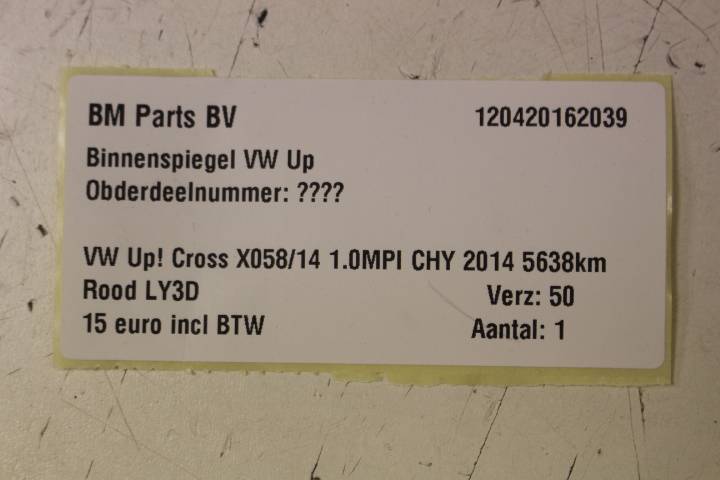 BM Parts BV 120420162039
Binnenspiegel VW Up
Obderdeelnummer: ????
VW Up! Cross X058/14 1.0MPI CHY 2014 5638km
Rood LY3D Verz: 50
15 euro incl BTW Aantal: 1